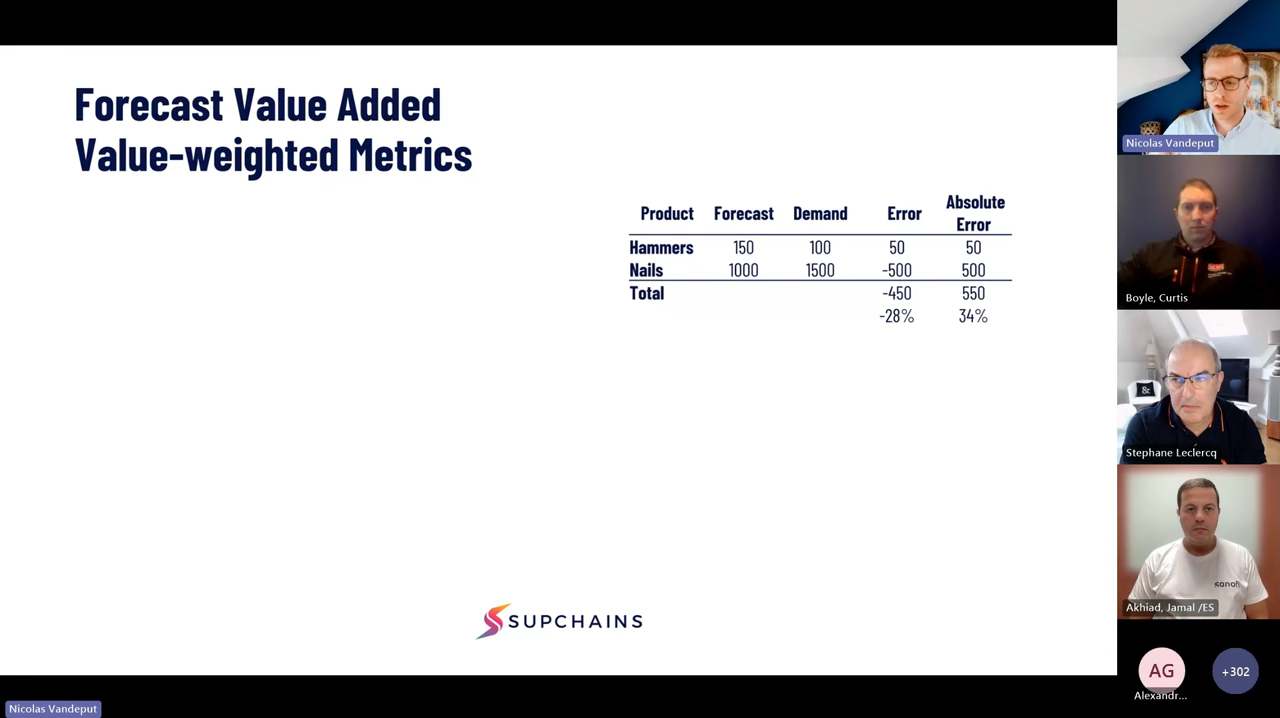 Forecast Value Added
Value-weighted Metrics
Product Forecast Demand Error Absolute Error
Hammers 150 100 50 50
Nails 1000 1500 -500 500
Total -450 550
-28% 34%
SUPCHAINS
Nicolas Vandeput
Nicolas Vandeput
Boyle, Curtis
Stephane Leclercq
&
sanofi
Akhiad, Jamal /ES
AG
Alexandr...
+302